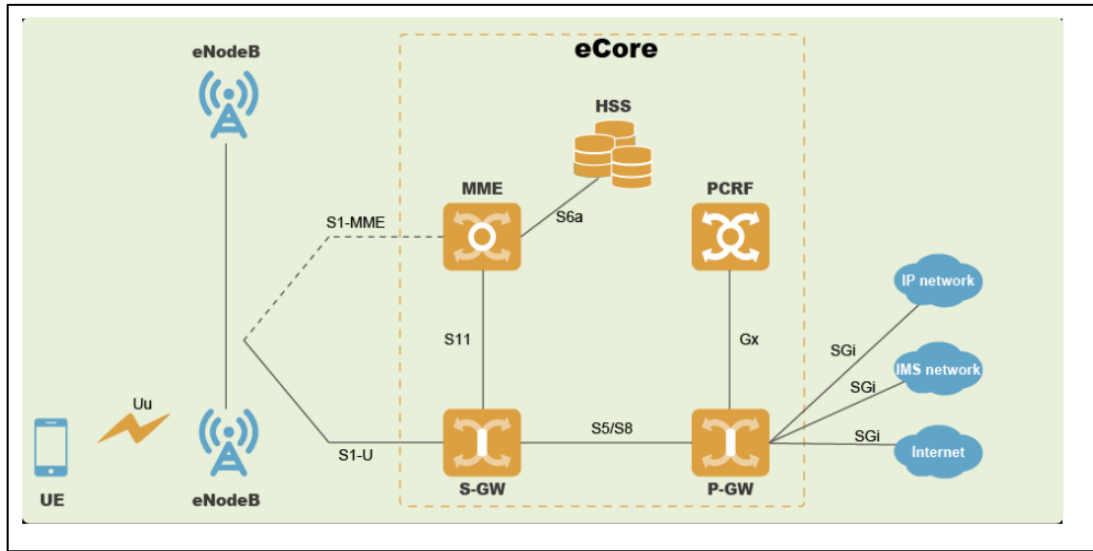 eNodeB
eCore
HSS
MME
PCRF
S1-MME
S6a
IP network
S11
Gx
SGi
IMS network
SGi
Uu
S5/S8
SGi
Internet
S1-U
UE
eNodeB
S-GW
P-GW